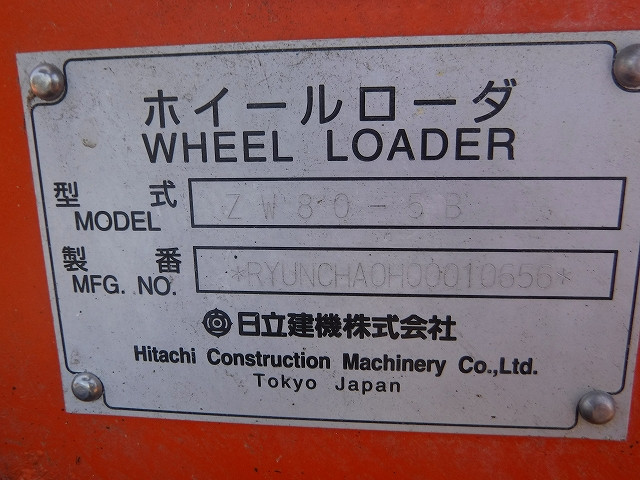 ホイールローダ
WHEEL LOADER
型式 ZW80-5B
MODEL
製番 *RYUNCHA0H00010656*
MFG. NO.
日立建機株式会社
Hitachi Construction Machinery Co.,Ltd.
Tokyo Japan